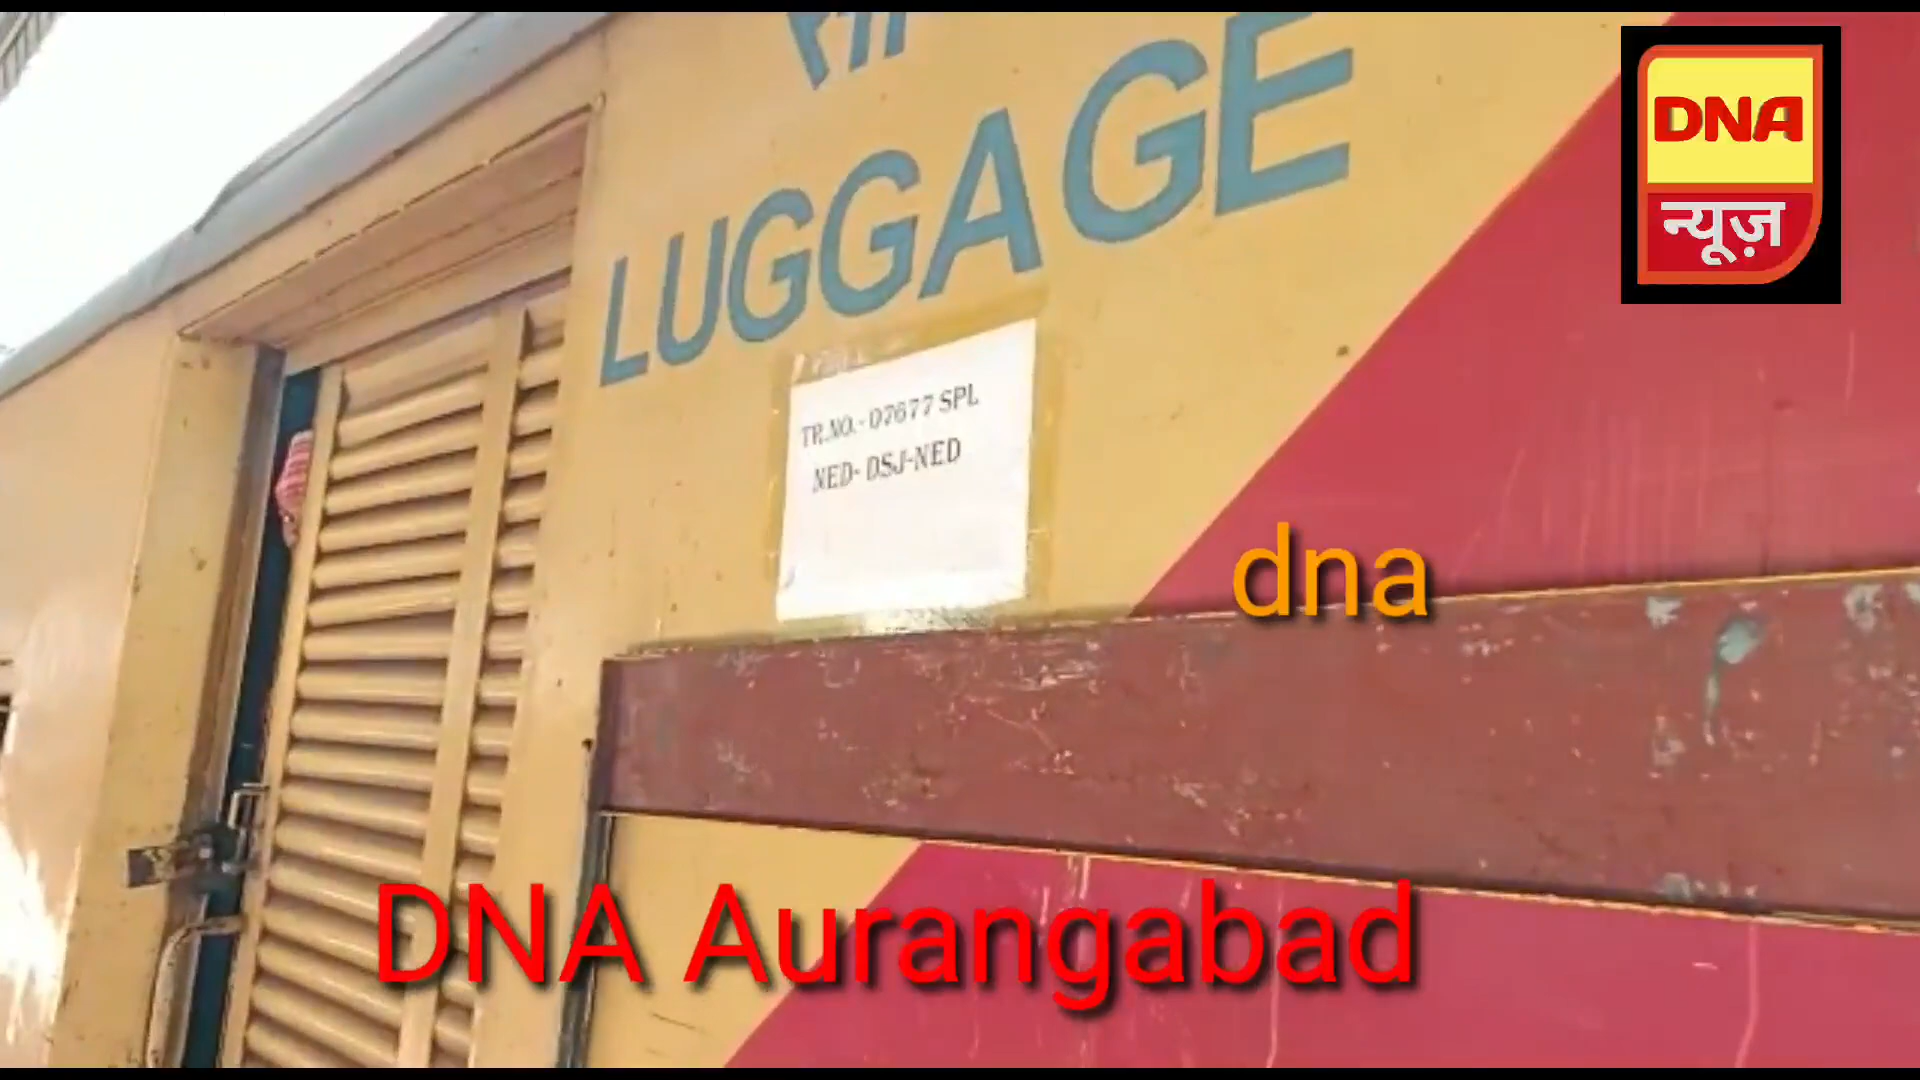 LUGGAGE
TR.NO.- 07677 SPL
NED- DSJ-NED
DNA
न्यूज़
dna
DNA Aurangabad